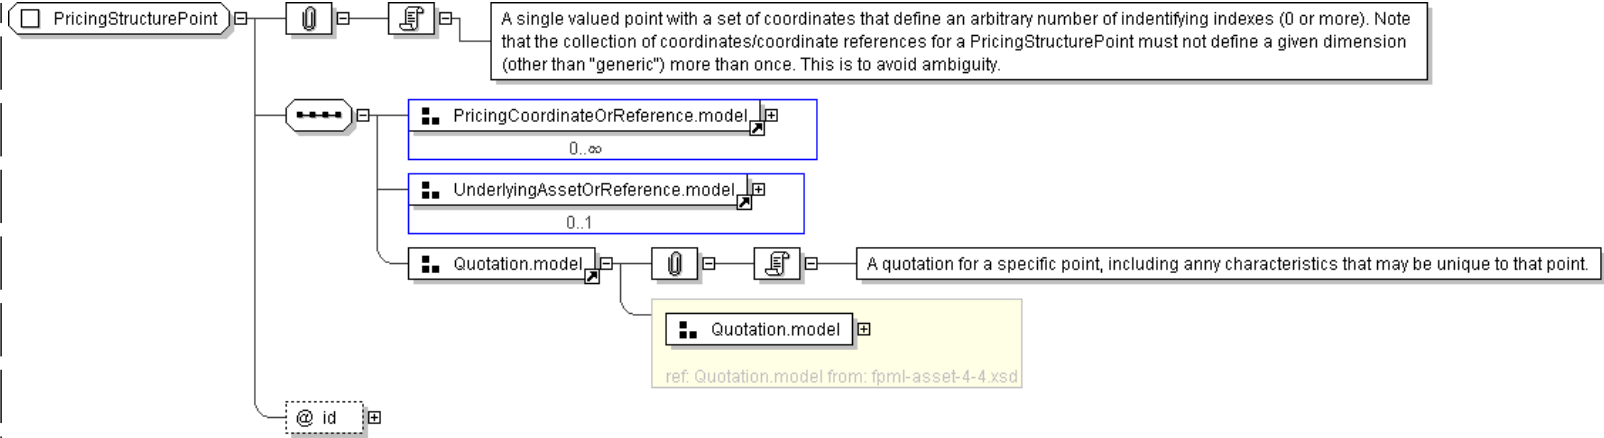 PricingStructurePoint
A single valued point with a set of coordinates that define an arbitrary number of indentifying indexes (0 or more). Note
that the collection of coordinates/coordinate references for a PricingStructurePoint must not define a given dimension
(other than "generic") more than once. This is to avoid ambiguity.
PricingCoordinateOrReference.model
0..∞
UnderlyingAssetOrReference.model
0..1
Quotation.model
A quotation for a specific point, including anny characteristics that may be unique to that point.
Quotation.model
ref: Quotation.model from: fpml-asset-4-4.xsd
@ id